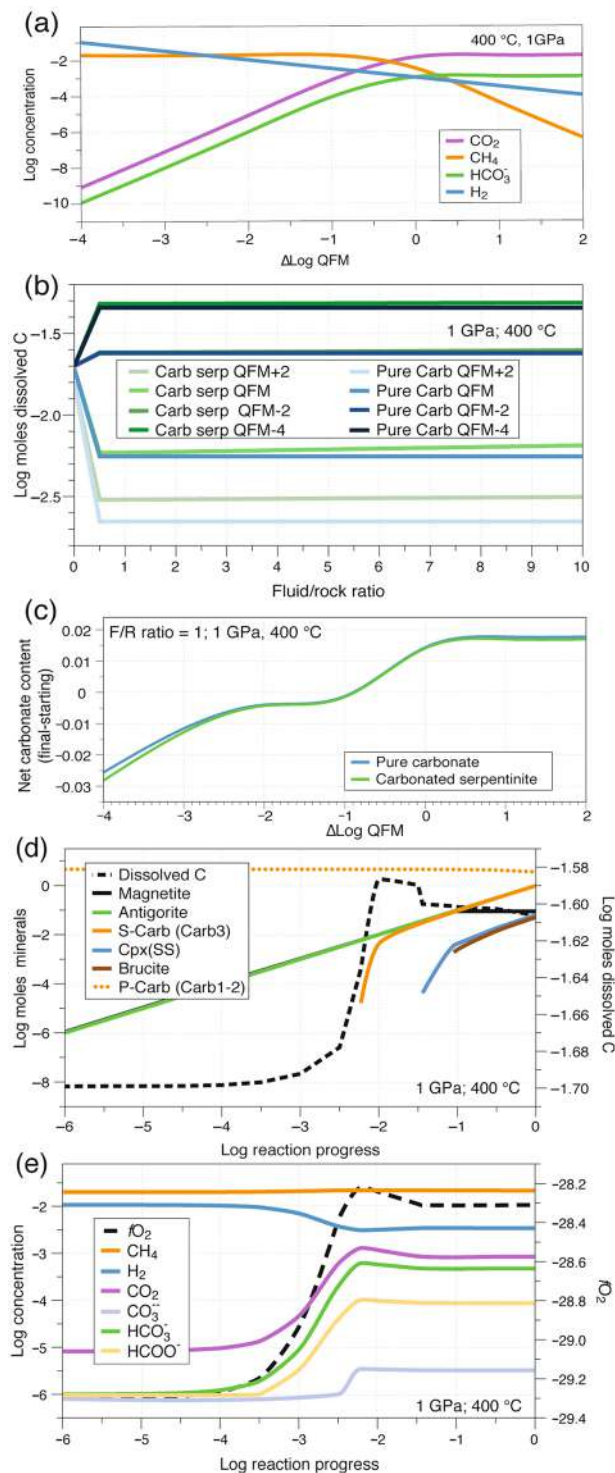 (a)
400 °C, 1GPa
Log concentration
−2
−4
−6
−8
−10
CO₂
CH₄
HCO₃⁻
H₂
−4 −3 −2 −1 0 1 2
ΔLog QFM
(b)
1 GPa; 400 °C
Log moles dissolved C
−1.5
−2.0
−2.5
Carb serp QFM+2 Pure Carb QFM+2
Carb serp QFM Pure Carb QFM
Carb serp QFM-2 Pure Carb QFM-2
Carb serp QFM-4 Pure Carb QFM-4
0 1 2 3 4 5 6 7 8 9 10
Fluid/rock ratio
(c)
F/R ratio = 1; 1 GPa, 400 °C
Net carbonate content
(final-starting)
0.02
0.01
0
−0.01
−0.02
−0.03
Pure carbonate
Carbonated serpentinite
−4 −3 −2 −1 0 1 2
ΔLog QFM
(d)
Dissolved C
Magnetite
Antigorite
S-Carb (Carb3)
Cpx(SS)
Brucite
P-Carb (Carb1-2)
Log moles minerals
0
−2
−4
−6
−8
−1.58
−1.60
−1.62
−1.64
−1.66
−1.68
−1.70
Log moles
dissolved C
1 GPa; 400 °C
−6 −5 −4 −3 −2 −1 0
Log reaction progress
(e)
Log concentration
−2
−3
−4
−5
−6
fO₂
CH₄
H₂
CO₂
CO₃⁻⁻
HCO₃⁻
HCOO⁻
−28.2
−28.4
−28.6
−28.8
−29.0
−29.2
−29.4
fO₂
1 GPa; 400 °C
−6 −5 −4 −3 −2 −1 0
Log reaction progress